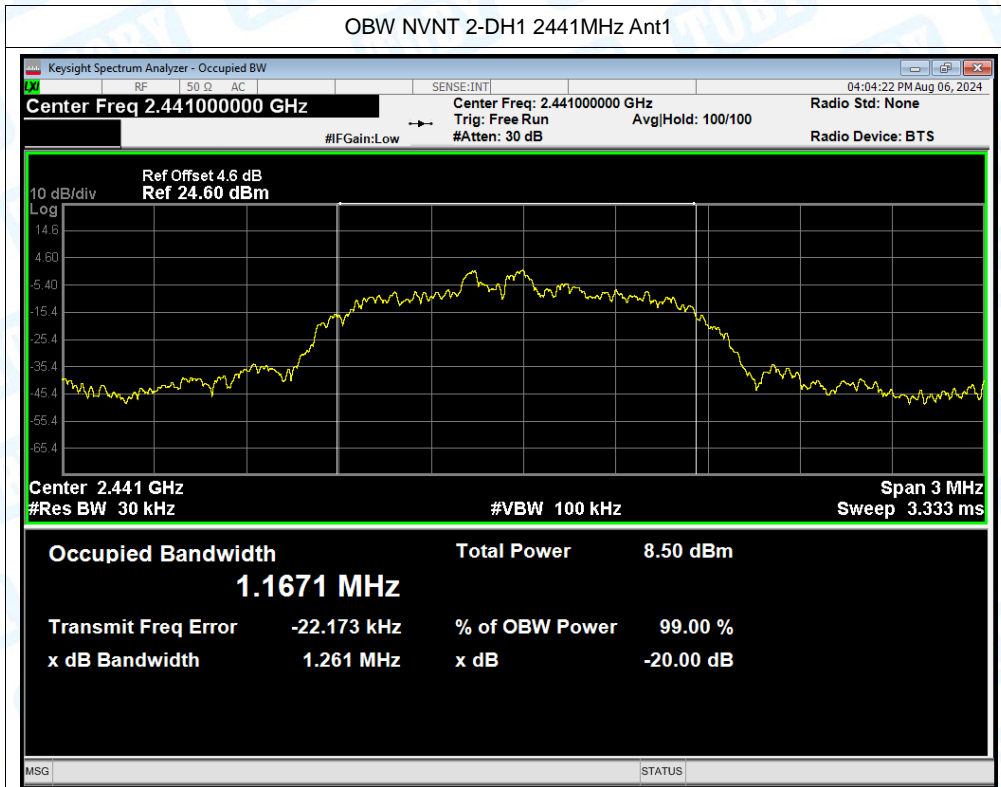 OBW NVNT 2-DH1 2441MHz Ant1
Keysight Spectrum Analyzer - Occupied BW
LXI RF 50 Ω AC SENSE:INT 04:04:22 PM Aug 06, 2024
Center Freq 2.441000000 GHz Center Freq: 2.441000000 GHz Radio Std: None
Trig: Free Run Avg|Hold: 100/100
#IFGain:Low #Atten: 30 dB Radio Device: BTS
Ref Offset 4.6 dB
10 dB/div Ref 24.60 dBm
Log
14.6
4.60
-5.40
-15.4
-25.4
-35.4
-45.4
-55.4
-65.4
Center 2.441 GHz Span 3 MHz
#Res BW 30 kHz #VBW 100 kHz Sweep 3.333 ms
Occupied Bandwidth Total Power 8.50 dBm
1.1671 MHz
Transmit Freq Error -22.173 kHz % of OBW Power 99.00 %
x dB Bandwidth 1.261 MHz x dB -20.00 dB
MSG STATUS